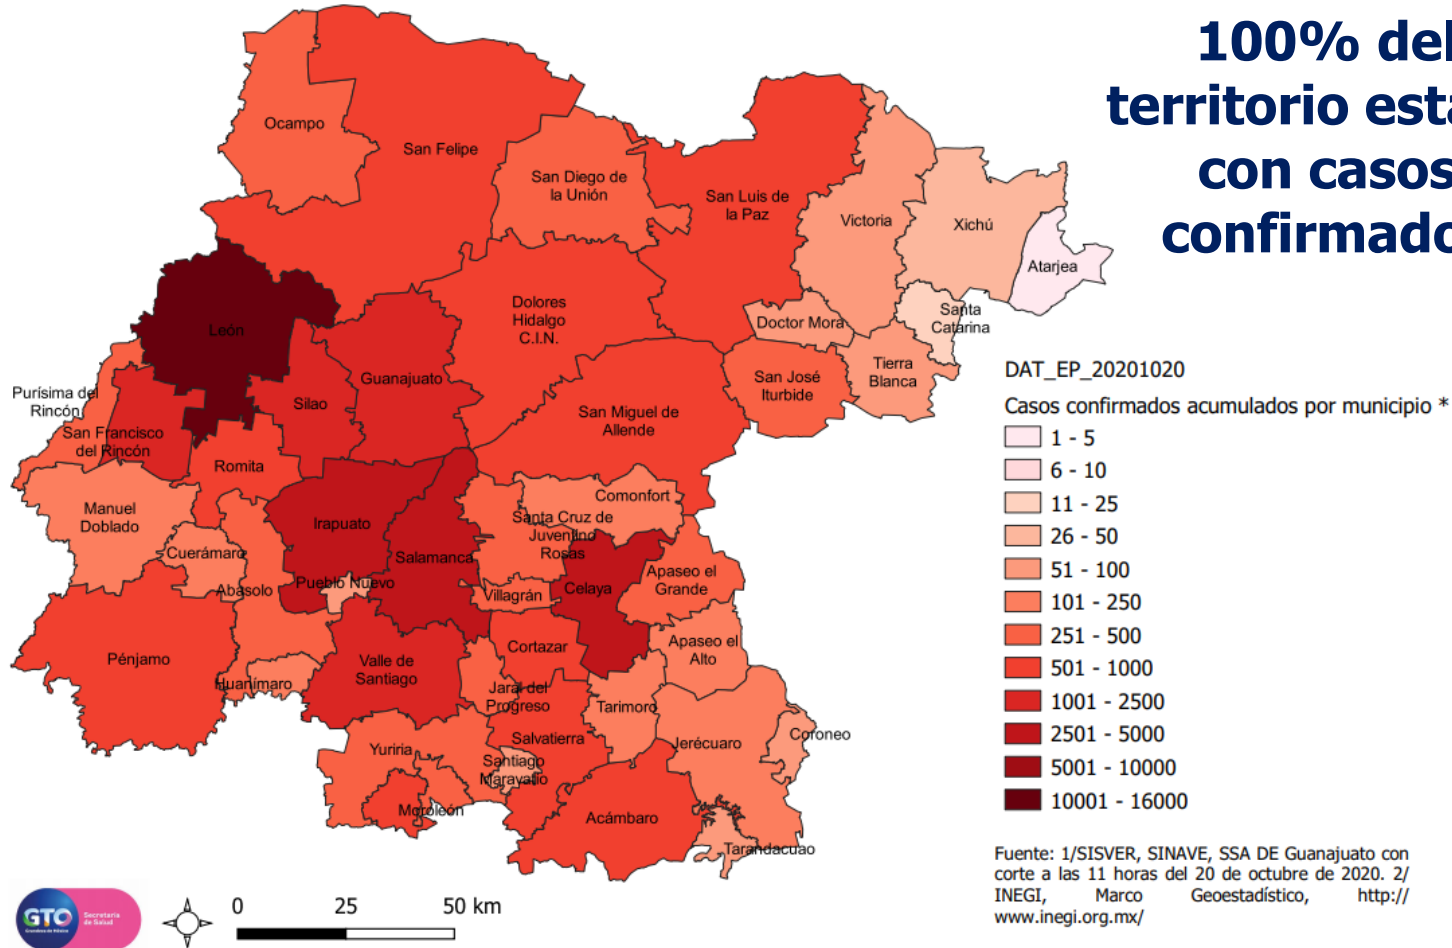 100% del
territorio esta
con casos
confirmado
Ocampo
San Felipe
San Diego de
la Unión
San Luis de
la Paz
Victoria
Xichú
Atarjea
León
Dolores
Hidalgo
C.I.N.
Doctor Mora
Santa
Catarina
Tierra
Blanca
Guanajuato
Silao
San José
Iturbide
Purísima del
Rincón
San Francisco
del Rincón
San Miguel de
Allende
Romita
Manuel
Doblado
Irapuato
Comonfort
Santa Cruz de
Juventino
Rosas
Cuerámaro
Salamanca
Abasolo
Pueblo Nuevo
Villagrán
Celaya
Apaseo el
Grande
Pénjamo
Cortazar
Apaseo el
Alto
Valle de
Santiago
Huanímaro
Jaral del
Progreso
Tarimoro
Yuriria
Salvatierra
Jerécuaro
Coroneo
Santiago
Maravatío
Moroleón
Acámbaro
Tarandacuao
DAT_EP_20201020
Casos confirmados acumulados por municipio *
1 - 5
6 - 10
11 - 25
26 - 50
51 - 100
101 - 250
251 - 500
501 - 1000
1001 - 2500
2501 - 5000
5001 - 10000
10001 - 16000
Fuente: 1/SISVER, SINAVE, SSA DE Guanajuato con
corte a las 11 horas del 20 de octubre de 2020. 2/
INEGI, Marco Geoestadístico, http://
www.inegi.org.mx/
GTO
Grandeza de México
Secretaría
de Salud
0 25 50 km